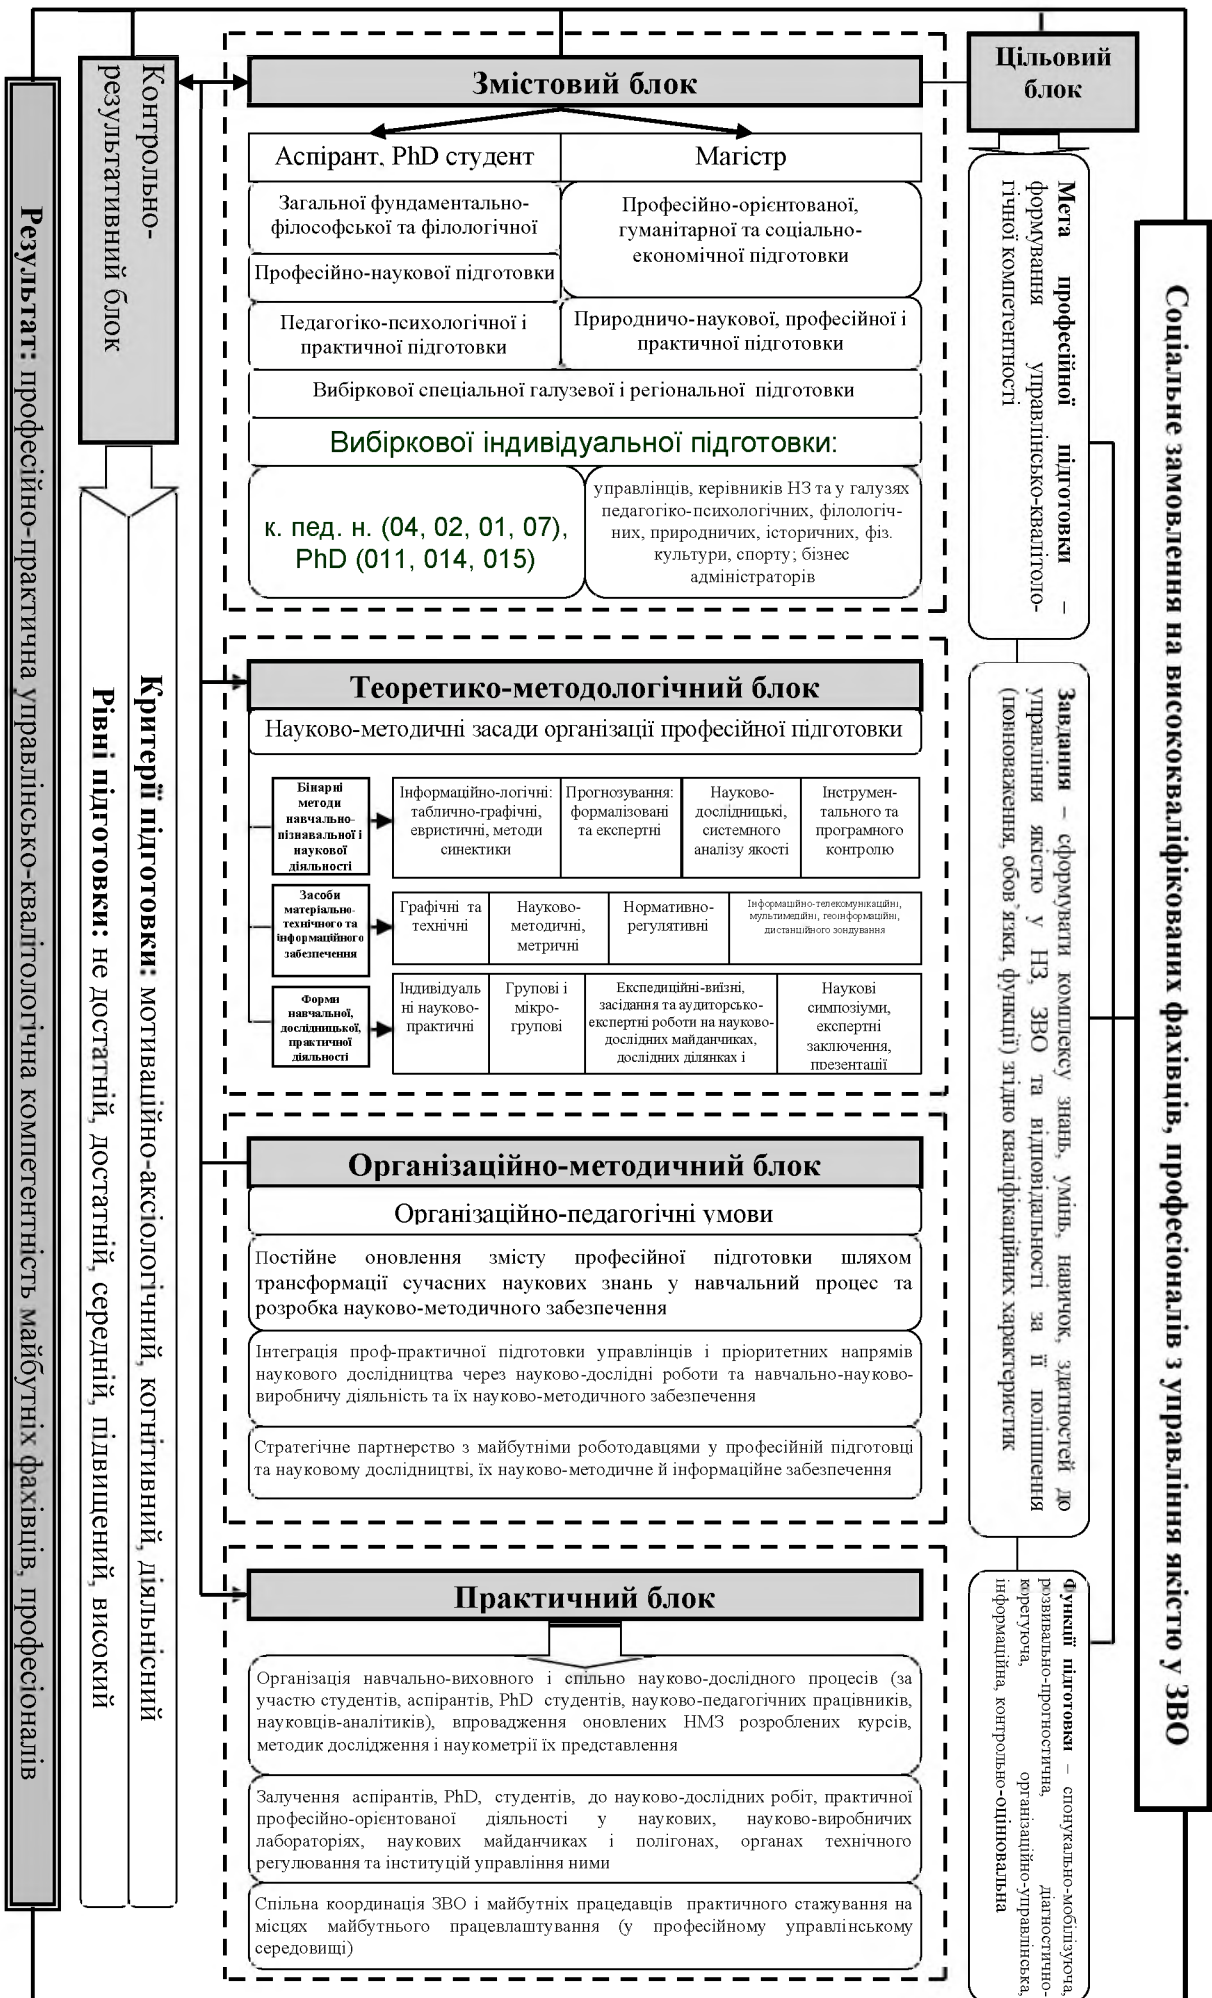 Контрольно-
результативний блок
Змістовий блок
Цільовий
блок
Аспірант, PhD студент
Магістр
Загальної фундаментально-
філософської та філологічної
Професійно-наукової підготовки
Педагогіко-психологічної і
практичної підготовки
Професійно-орієнтованої,
гуманітарної та соціально-
економічної підготовки
Природничо-наукової, професійної і
практичної підготовки
Вибіркової спеціальної галузевої і регіональної підготовки
Вибіркової індивідуальної підготовки:
к. пед. н. (04, 02, 01, 07),
PhD (011, 014, 015)
управлінців, керівників НЗ та у галузях
педагогіко-психологічних, філологіч-
них, природничих, історичних, фіз.
культури, спорту; бізнес
адміністраторів
Теоретико-методологічний блок
Науково-методичні засади організації професійної підготовки
Бінарні
методи
навчально-
пізнавальної і
наукової
діяльності
Інформаційно-логічні:
таблично-графічні,
евристичні, методи
синектики
Прогнозування:
формалізовані
та експертні
Науково-
дослідницькі,
системного
аналізу якості
Інструмен-
тального та
програмного
контролю
Засоби
матеріально-
технічного та
інформаційного
забезпечення
Графічні та
технічні
Науково-
методичні,
метричні
Нормативно-
регулятивні
Інформаційно-телекомунікаційні,
мультимедійні, геоінформаційні,
дистанційного зондування
Форми
навчальної,
дослідницької,
практичної
діяльності
Індивідуаль
ні науково-
практичні
Групові і
мікро-
групові
Експедиційні-виїзні,
засідання та аудиторсько-
експертні роботи на науково-
дослідних майданчиках,
дослідних ділянках і
Наукові
симпозіуми,
експертні
заключення,
презентації
Організаційно-методичний блок
Організаційно-педагогічні умови
Постійне оновлення змісту професійної підготовки шляхом
трансформації сучасних наукових знань у навчальний процес та
розробка науково-методичного забезпечення
Інтеграція проф-практичної підготовки управлінців і пріоритетних напрямів
наукового дослідництва через науково-дослідні роботи та навчально-науково-
виробничу діяльність та їх науково-методичного забезпечення
Стратегічне партнерство з майбутніми роботодавцями у професійній підготовці
та науковому дослідництві, їх науково-методичне й інформаційне забезпечення
Практичний блок
Організація навчально-виховного і спільно науково-дослідного процесів (за
участю студентів, аспірантів, PhD студентів, науково-педагогічних працівників,
науковців-аналітиків), впровадження оновлених НМЗ розроблених курсів,
методик дослідження і наукометрії їх представлення
Залучення аспірантів, PhD, студентів, до науково-дослідних робіт, практичної
професійно-орієнтованої діяльності у наукових, науково-виробничих
лабораторіях, наукових майданчиках і полігонах, органах технічного
регулювання та інституцій управління ними
Спільна координація ЗВО і майбутніх працедавців практичного стажування на
місцях майбутнього працевлаштування (у професійному управлінському
середовищі)
Мета професійної підготовки –
формування управлінсько-квалітоло-
гічної компетентності
Завдання – сформувати комплексу знань, умінь, навичок, здатностей до
управління якістю у НЗ, ЗВО та відповідальності за її поліпшення
(повноваження, обов’язки, функції) згідно кваліфікаційних характеристик
Функції підготовки – спонукально-мобілізуюча,
розвивально-прогностична, діагностично-
корегуюча, організаційно-управлінська,
інформаційна, контрольно-оцінювальна
Соціальне замовлення на висококваліфікованих фахівців, професіоналів з управління якістю у ЗВО
Критерії підготовки: мотиваційно-аксіологічний, когнітивний, діяльнісний
Рівні підготовки: не достатній, достатній, середній, підвищений, високий
Результат: професійно-практична управлінсько-квалітологічна компетентність майбутніх фахівців, професіоналів